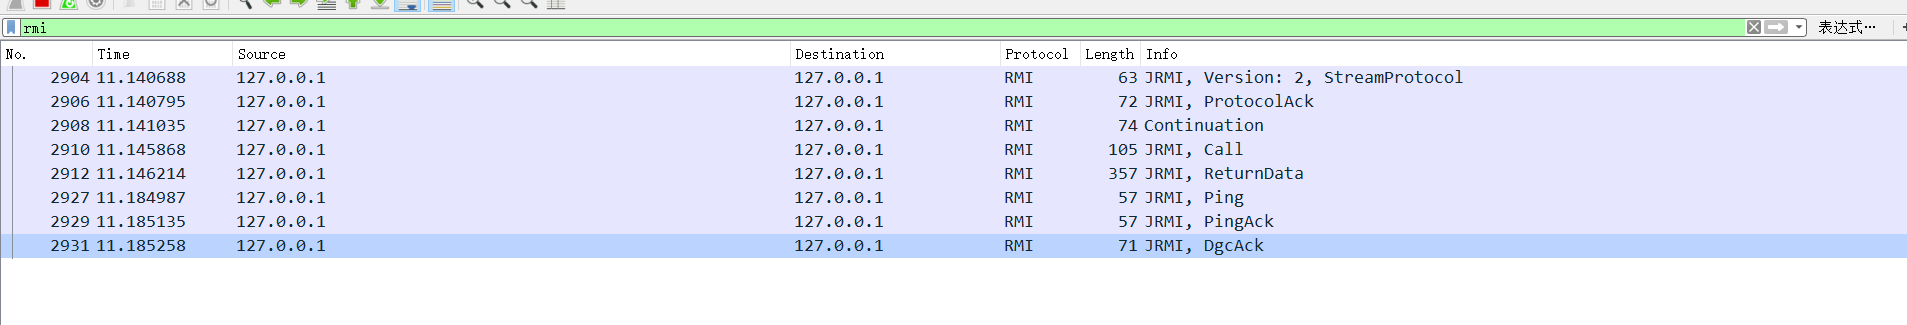 rmi 表达式…
No. Time Source Destination Protocol Length Info
2904 11.140688 127.0.0.1 127.0.0.1 RMI 63 JRMI, Version: 2, StreamProtocol
2906 11.140795 127.0.0.1 127.0.0.1 RMI 72 JRMI, ProtocolAck
2908 11.141035 127.0.0.1 127.0.0.1 RMI 74 Continuation
2910 11.145868 127.0.0.1 127.0.0.1 RMI 105 JRMI, Call
2912 11.146214 127.0.0.1 127.0.0.1 RMI 357 JRMI, ReturnData
2927 11.184987 127.0.0.1 127.0.0.1 RMI 57 JRMI, Ping
2929 11.185135 127.0.0.1 127.0.0.1 RMI 57 JRMI, PingAck
2931 11.185258 127.0.0.1 127.0.0.1 RMI 71 JRMI, DgcAck